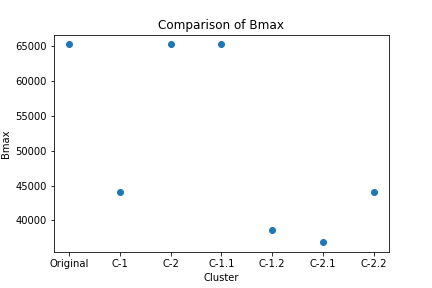 Comparison of Bmax
65000
60000
55000
50000
45000
40000
Bmax
Original C-1 C-2 C-1.1 C-1.2 C-2.1 C-2.2
Cluster